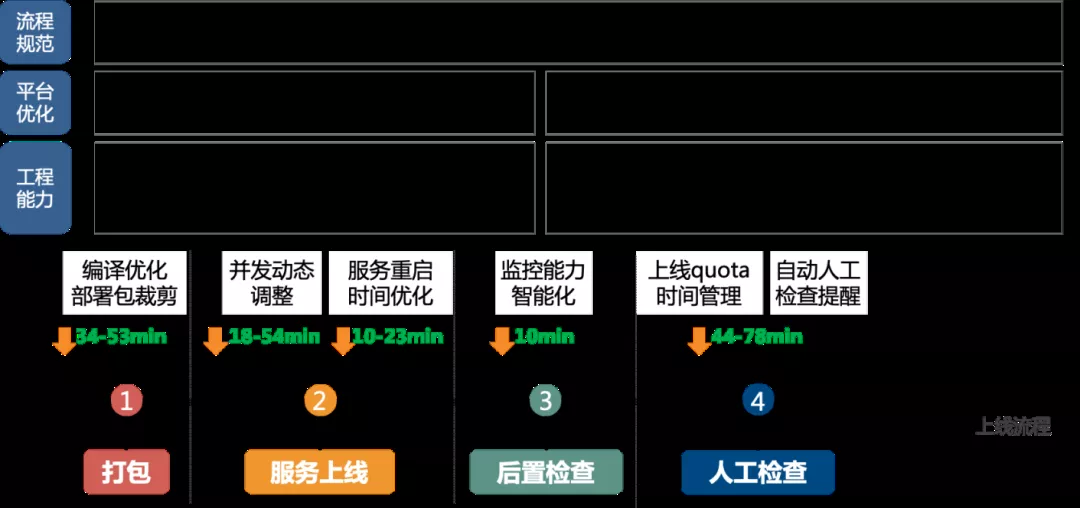 流程
规范
平台
优化
工程
能力
编译优化
部署包裁剪
并发动态
调整
服务重启
时间优化
监控能力
智能化
上线quota
时间管理
自动人工
检查提醒
34-53min
18-54min
10-23min
10min
44-78min
1
2
3
4
上线流程
打包
服务上线
后置检查
人工检查